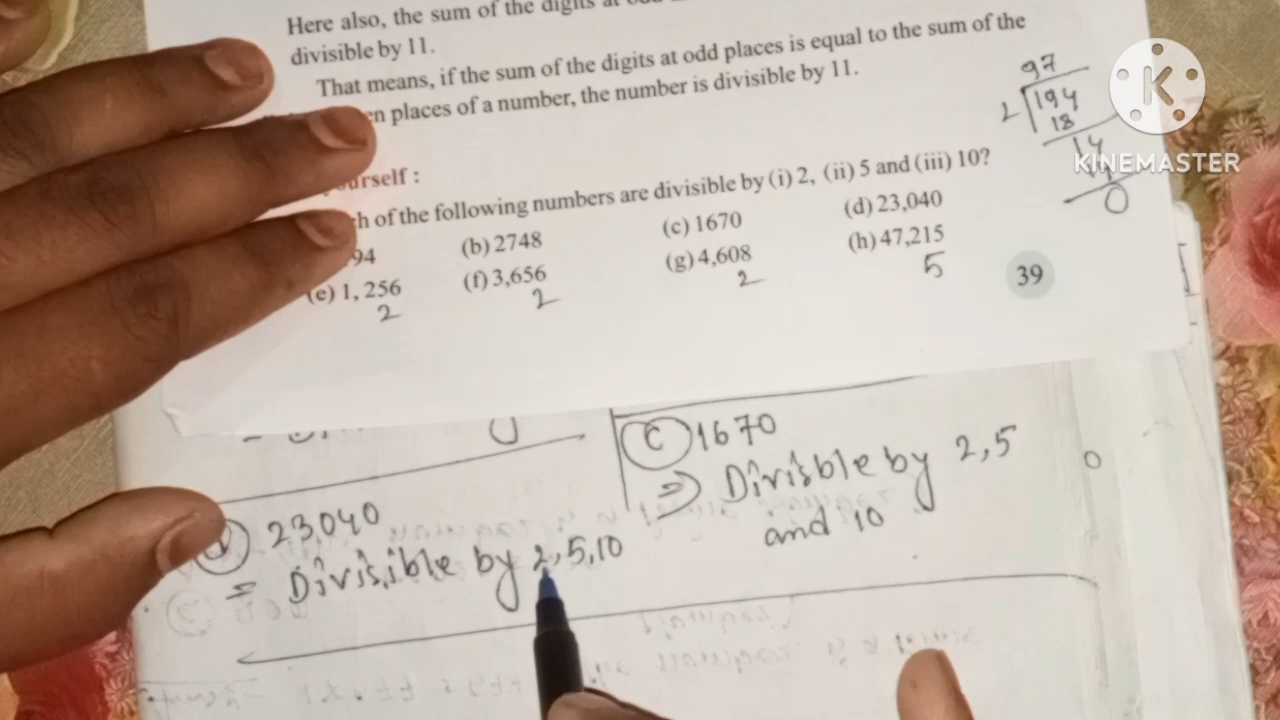 Here also, the sum of the digits at odd
divisible by 11.
That means, if the sum of the digits at odd places is equal to the sum of the
en places of a number, the number is divisible by 11.
97
2 194
18
14
0
KINEMASTER
urself :
h of the following numbers are divisible by (i) 2, (ii) 5 and (iii) 10?
94 (b) 2748 (c) 1670 (d) 23,040
(e) 1, 256 (f) 3,656 (g) 4,608 (h) 47,215
2 2 2 5
39
(c) 1670
⇒ Divisble by 2,5
and 10
23,040
= Divisible by 2,5,10